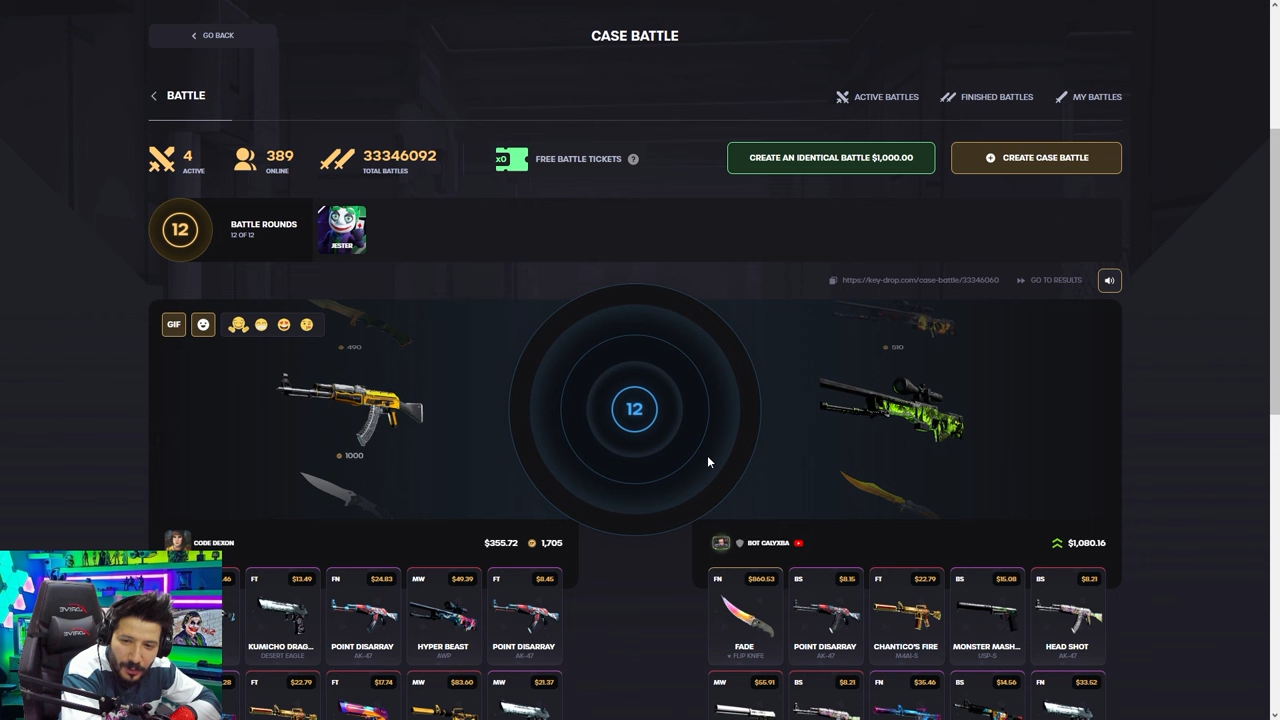 GO BACK
CASE BATTLE
BATTLE
ACTIVE BATTLES
FINISHED BATTLES
MY BATTLES
4
ACTIVE
389
ONLINE
33346092
TOTAL BATTLES
x0
FREE BATTLE TICKETS
?
CREATE AN IDENTICAL BATTLE $1,000.00
CREATE CASE BATTLE
12
BATTLE ROUNDS
12 OF 12
JESTER
https://key-drop.com/case-battle/33346060
GO TO RESULTS
GIF
490
510
12
1000
CODE DEXON
$355.72
1,705
BOT CALYXBA
$1,080.16
FT $13.49
FN $24.83
MW $49.39
FT $8.45
FN $860.53
BS $8.15
FT $22.79
BS $15.08
BS $8.21
KUMICHO DRAG...
DESERT EAGLE
POINT DISARRAY
AK-47
HYPER BEAST
AWP
POINT DISARRAY
AK-47
FADE
★ FLIP KNIFE
POINT DISARRAY
AK-47
CHANTICO'S FIRE
M4A1-S
MONSTER MASH...
USP-S
HEAD SHOT
AK-47
FT $22.79
FT $17.74
MW $83.60
MW $21.37
MW $55.91
BS $8.21
FN $35.46
BS $14.56
FN $33.52